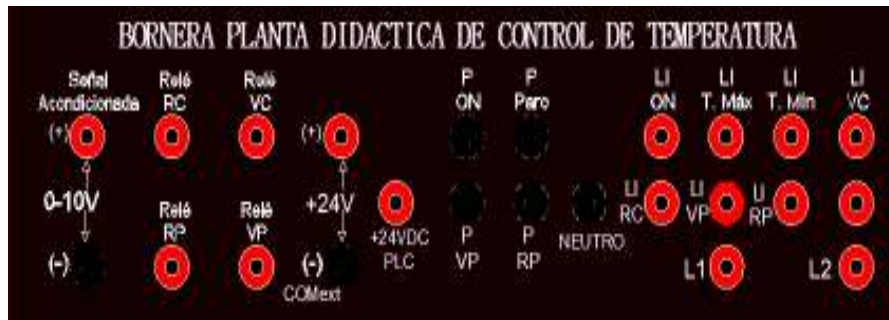 BORNERA PLANTA DIDACTICA DE CONTROL DE TEMPERATURA
Señal Acondicionada
Relé RC
Relé VC
P ON
P Paro
LI ON
LI T. Máx
LI T. Mín
LI VC
(+)
(+)
0-10V
Relé RP
Relé VP
+24V
+24VDC PLC
P VP
P RP
NEUTRO
LI RC
LI VP
LI RP
(-)
(-)
COMext
L1
L2